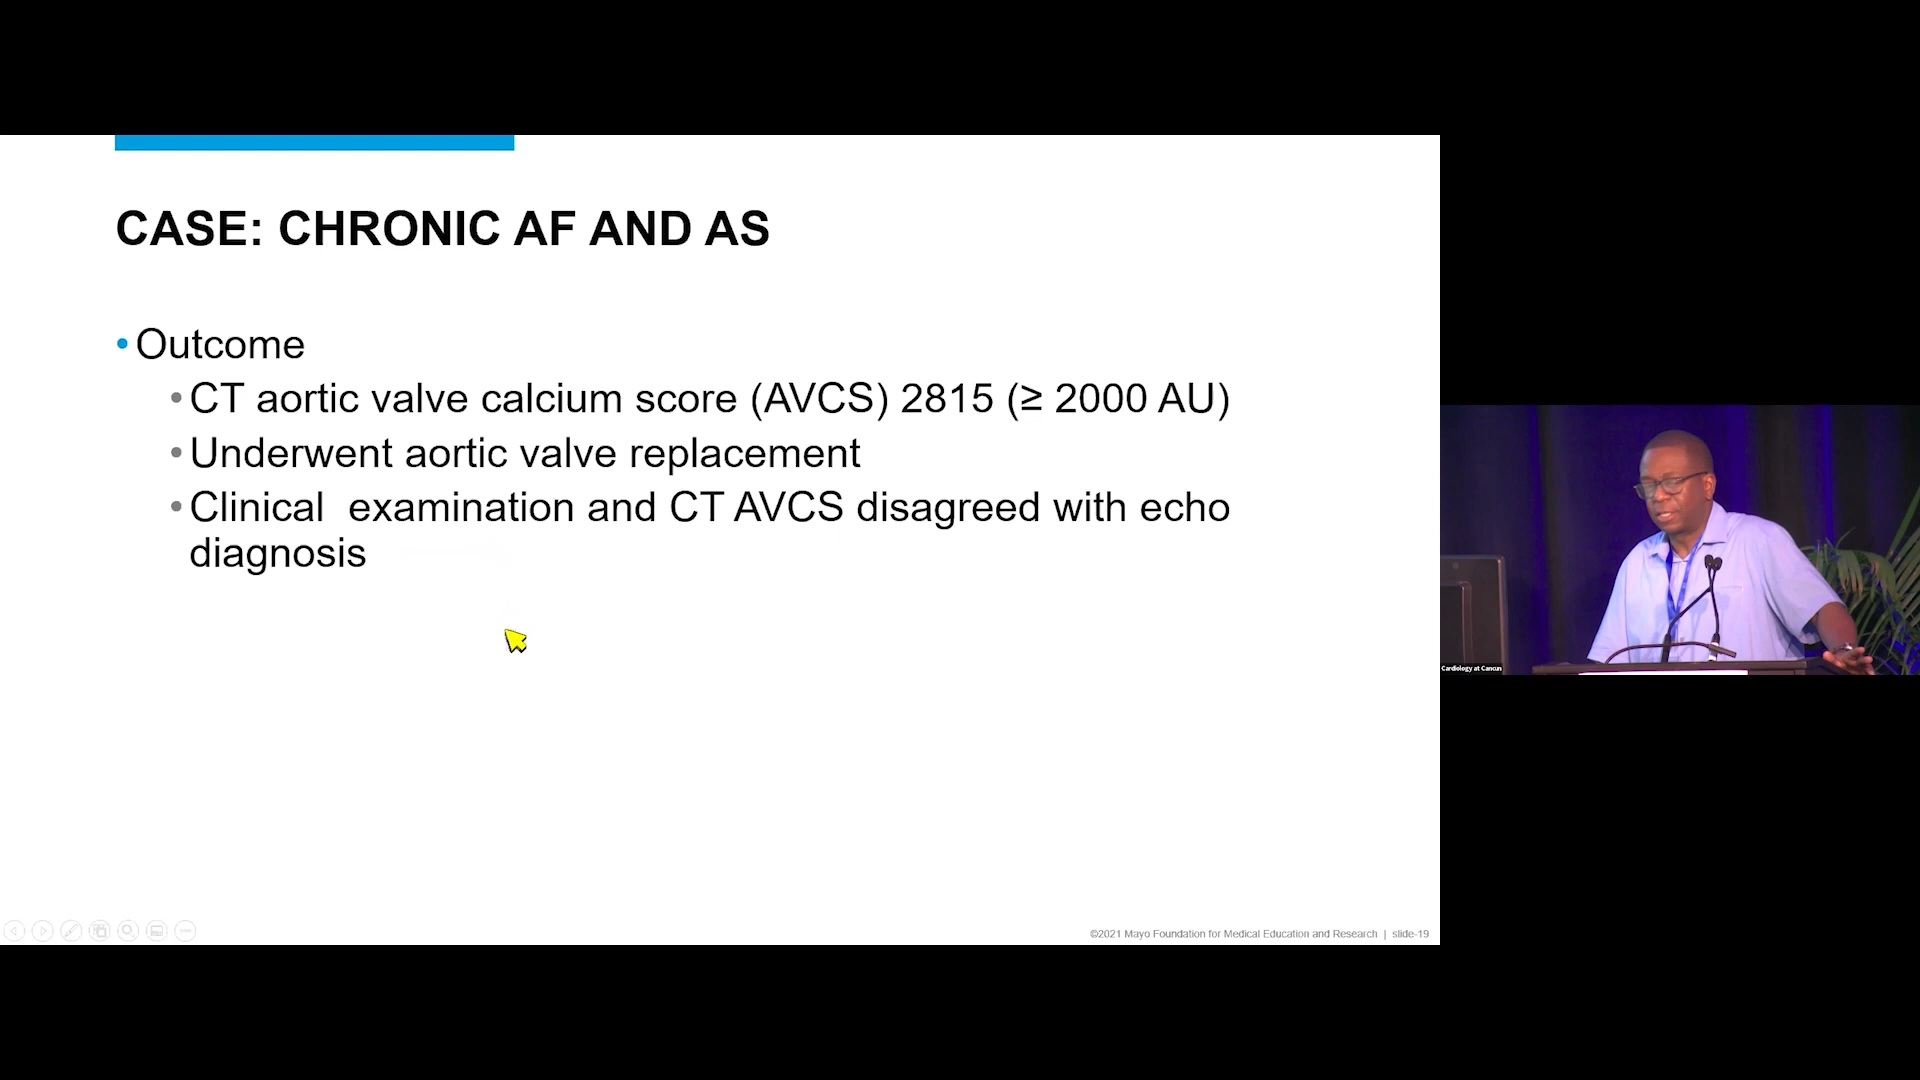 CASE: CHRONIC AF AND AS
• Outcome
• CT aortic valve calcium score (AVCS) 2815 (≥ 2000 AU)
• Underwent aortic valve replacement
• Clinical  examination and CT AVCS disagreed with echo
diagnosis
Cardiology at Cancun
©2021 Mayo Foundation for Medical Education and Research | slide-19